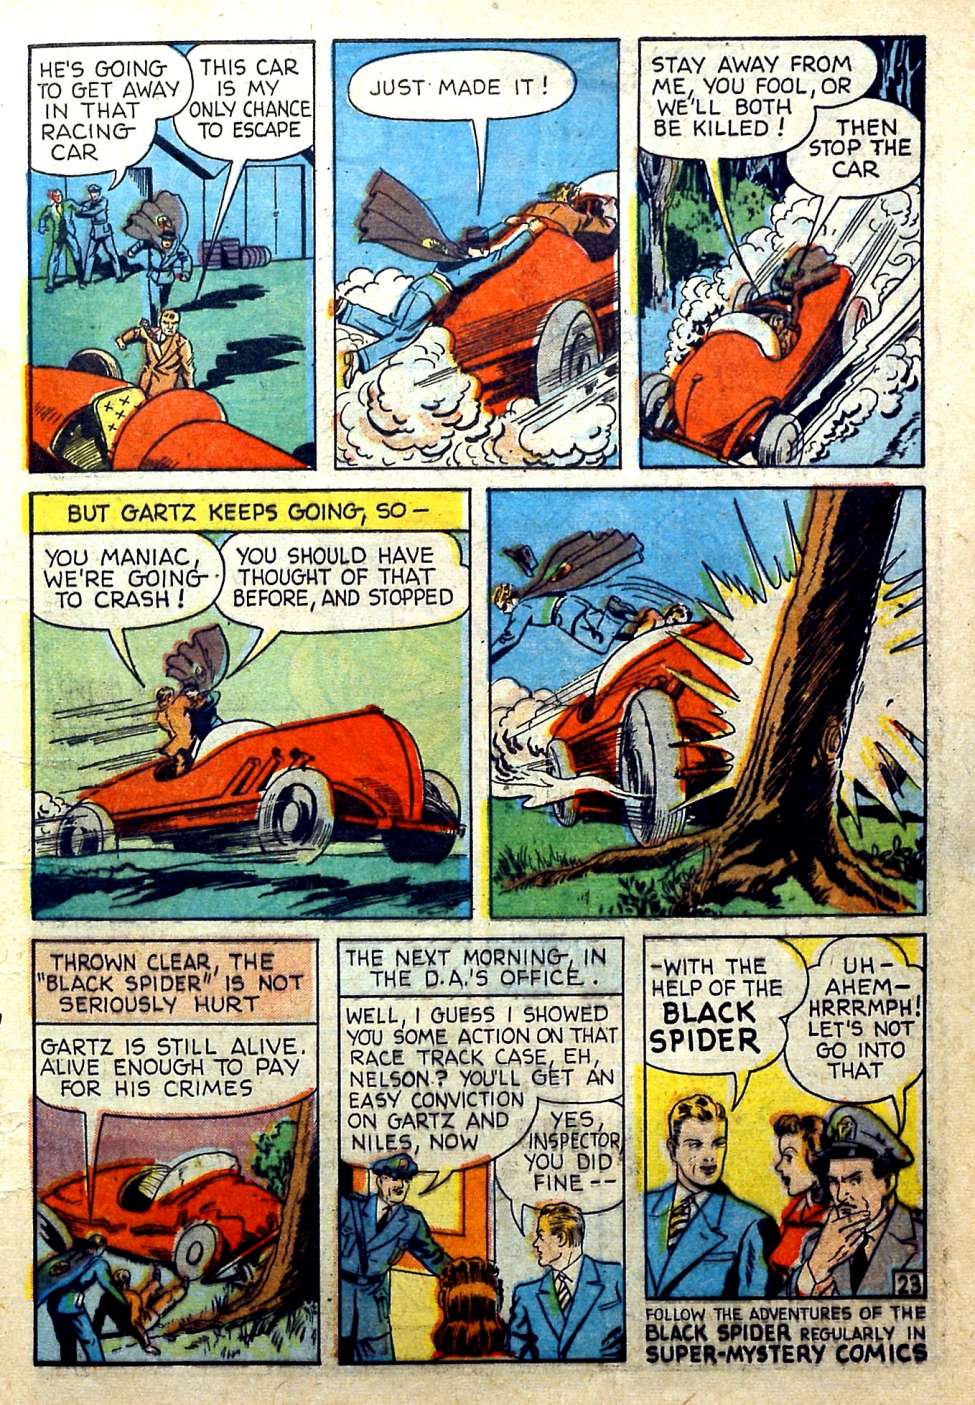 HE'S GOING
TO GET AWAY
IN THAT
RACING
CAR
THIS CAR
IS MY
ONLY CHANCE
TO ESCAPE
JUST MADE IT!
STAY AWAY FROM
ME, YOU FOOL, OR
WE'LL BOTH
BE KILLED!
THEN
STOP THE
CAR
BUT GARTZ KEEPS GOING, SO-
YOU MANIAC,
WE'RE GOING
TO CRASH!
YOU SHOULD HAVE
THOUGHT OF THAT
BEFORE, AND STOPPED
THROWN CLEAR, THE
"BLACK SPIDER" IS NOT
SERIOUSLY HURT
GARTZ IS STILL ALIVE.
ALIVE ENOUGH TO PAY
FOR HIS CRIMES
THE NEXT MORNING, IN
THE D.A.'S OFFICE.
WELL, I GUESS I SHOWED
YOU SOME ACTION ON THAT
RACE TRACK CASE, EH,
NELSON? YOU'LL GET AN
EASY CONVICTION
ON GARTZ AND
NILES, NOW
YES,
INSPECTOR,
YOU DID
FINE--
-WITH THE
HELP OF THE
BLACK
SPIDER
UH-
AHEM-
HRRRMPH!
LET'S NOT
GO INTO
THAT
23
FOLLOW THE ADVENTURES OF THE
BLACK SPIDER REGULARLY IN
SUPER-MYSTERY COMICS